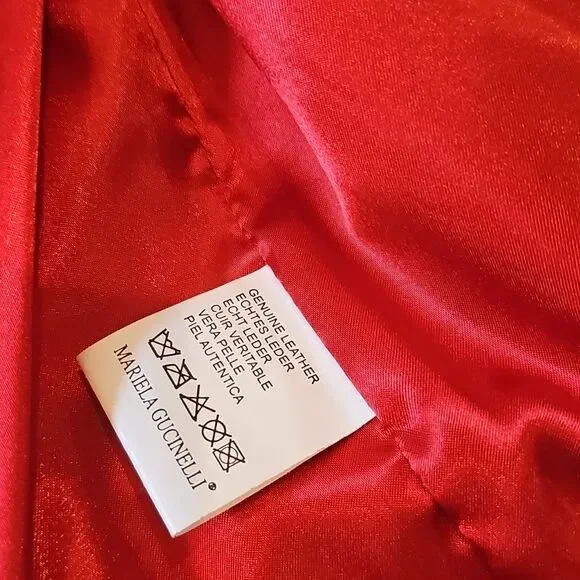 GENUINE LEATHER
ECHTES LEDER
ECHT LEDER
CUIR VERITABLE
VERA PELLE
PIEL AUTENTICA
MARIELA GUCINELLI®